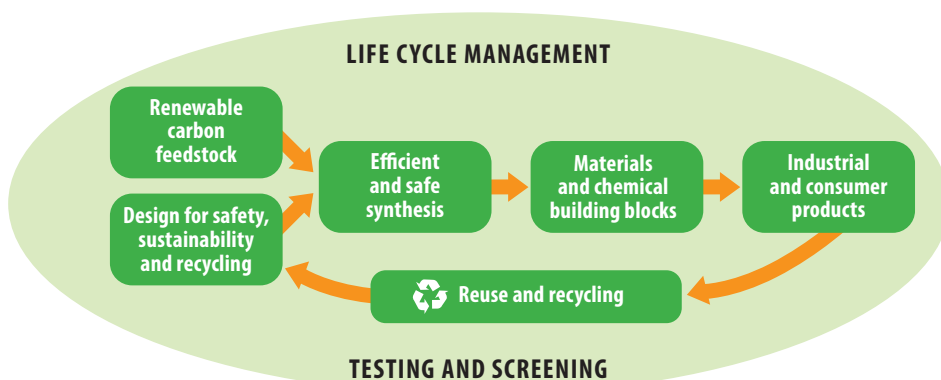 LIFE CYCLE MANAGEMENT
Renewable
carbon
feedstock
Design for safety,
sustainability
and recycling
Efficient
and safe
synthesis
Materials
and chemical
building blocks
Industrial
and consumer
products
Reuse and recycling
TESTING AND SCREENING